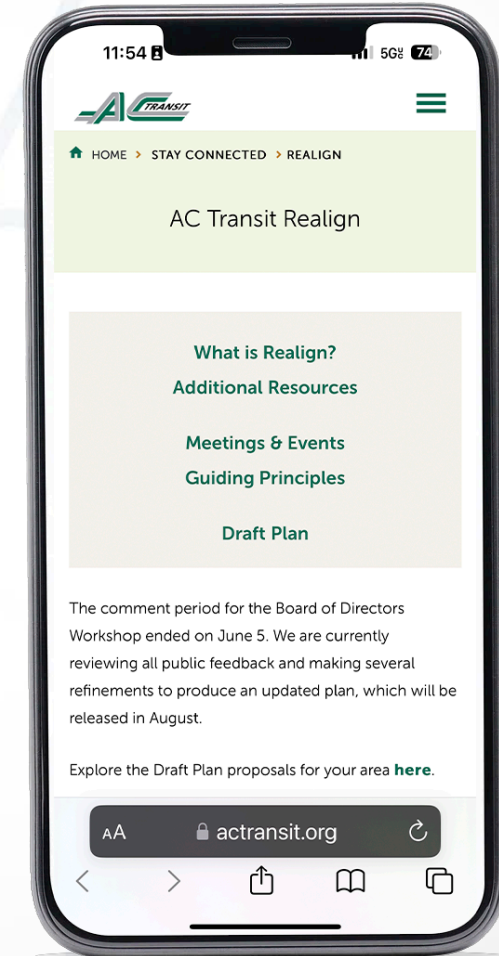 11:54
5G
74
AC TRANSIT
HOME > STAY CONNECTED > REALIGN
AC Transit Realign
What is Realign?
Additional Resources
Meetings & Events
Guiding Principles
Draft Plan
The comment period for the Board of Directors
Workshop ended on June 5. We are currently
reviewing all public feedback and making several
refinements to produce an updated plan, which will be
released in August.
Explore the Draft Plan proposals for your area here.
AA actransit.org